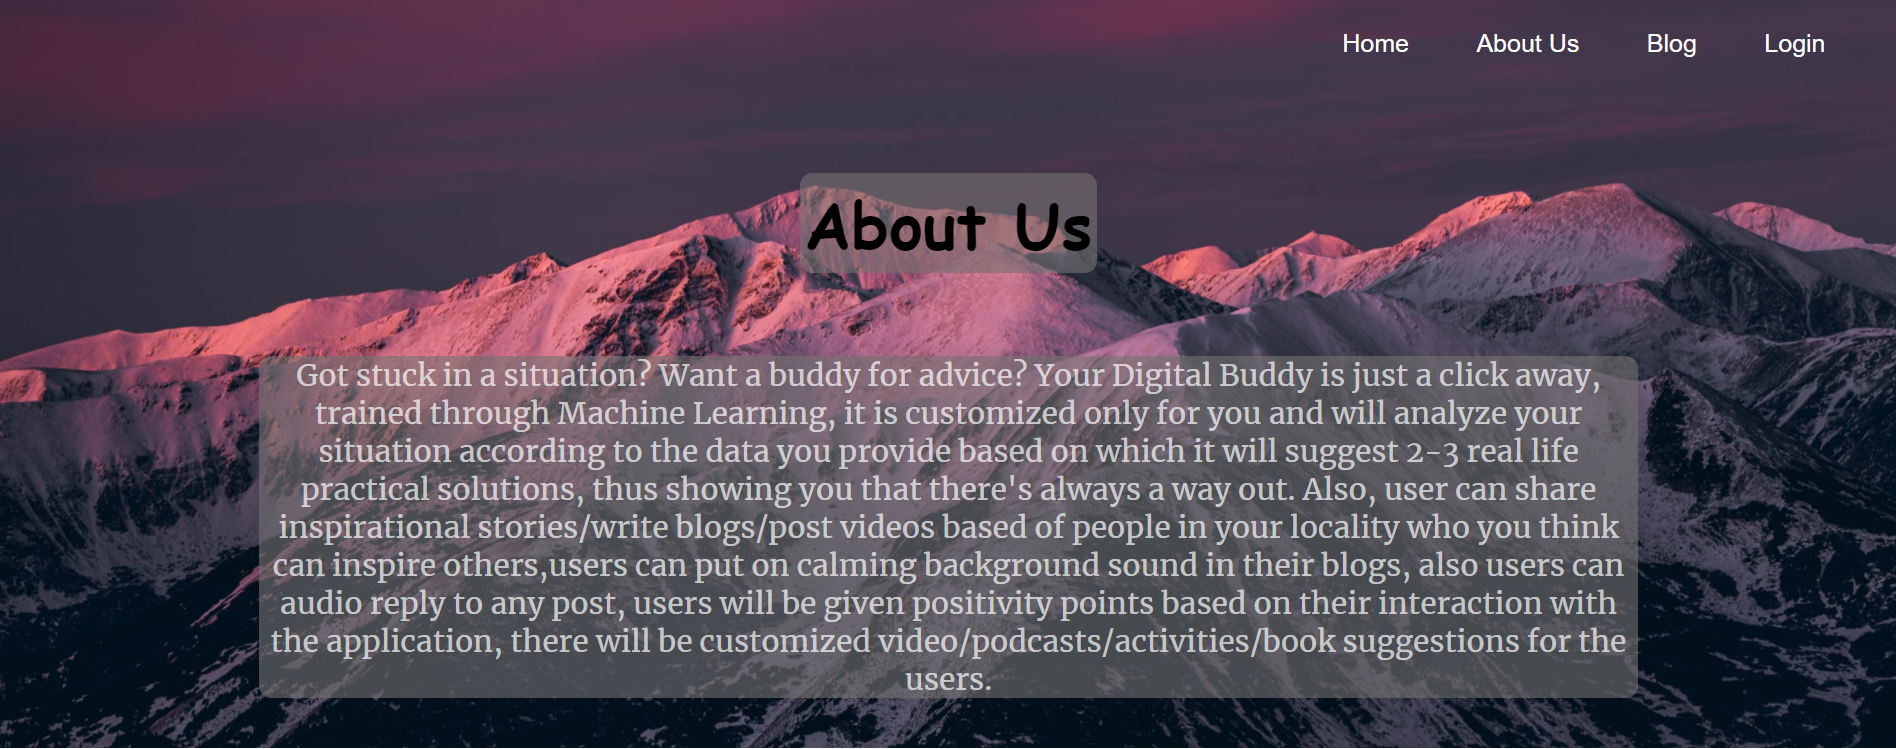 Home About Us Blog Login
About Us
Got stuck in a situation? Want a buddy for advice? Your Digital Buddy is just a click away,
trained through Machine Learning, it is customized only for you and will analyze your
situation according to the data you provide based on which it will suggest 2-3 real life
practical solutions, thus showing you that there's always a way out. Also, user can share
inspirational stories/write blogs/post videos based of people in your locality who you think
can inspire others,users can put on calming background sound in their blogs, also users can
audio reply to any post, users will be given positivity points based on their interaction with
the application, there will be customized video/podcasts/activities/book suggestions for the
users.